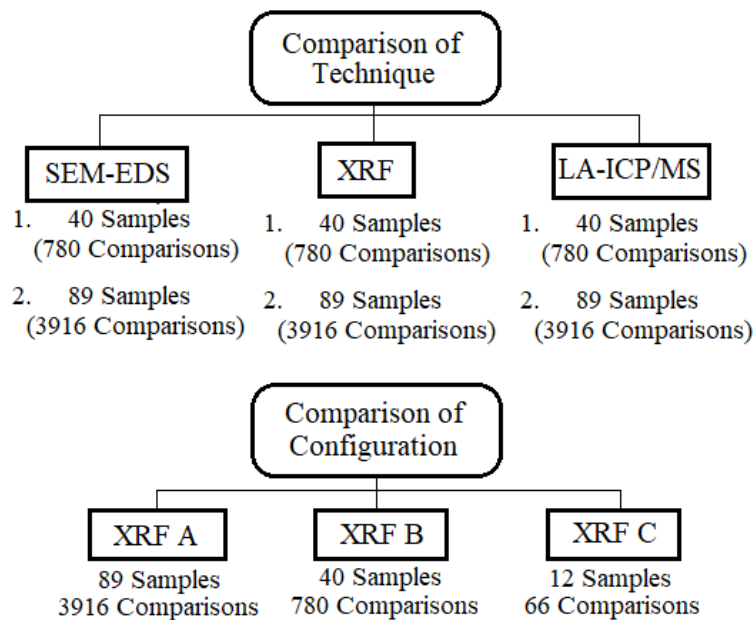 Comparison of
Technique
SEM-EDS
XRF
LA-ICP/MS
1. 40 Samples
(780 Comparisons)
2. 89 Samples
(3916 Comparisons)
1. 40 Samples
(780 Comparisons)
2. 89 Samples
(3916 Comparisons)
1. 40 Samples
(780 Comparisons)
2. 89 Samples
(3916 Comparisons)
Comparison of
Configuration
XRF A
89 Samples
3916 Comparisons
XRF B
40 Samples
780 Comparisons
XRF C
12 Samples
66 Comparisons